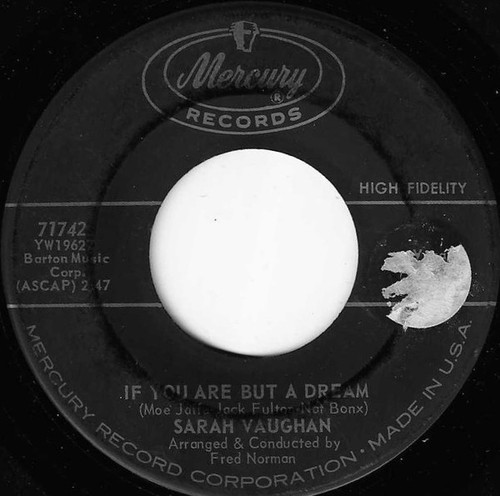 Mercury
®
RECORDS
HIGH FIDELITY
71742
YW19622
Barton Music
Corp.
(ASCAP) 2:47
IF YOU ARE BUT A DREAM
(Moe Jaffe-Jack Fulton-Nat Bonx)
SARAH VAUGHAN
Arranged & Conducted by
Fred Norman
MERCURY RECORD CORPORATION • MADE IN U.S.A.